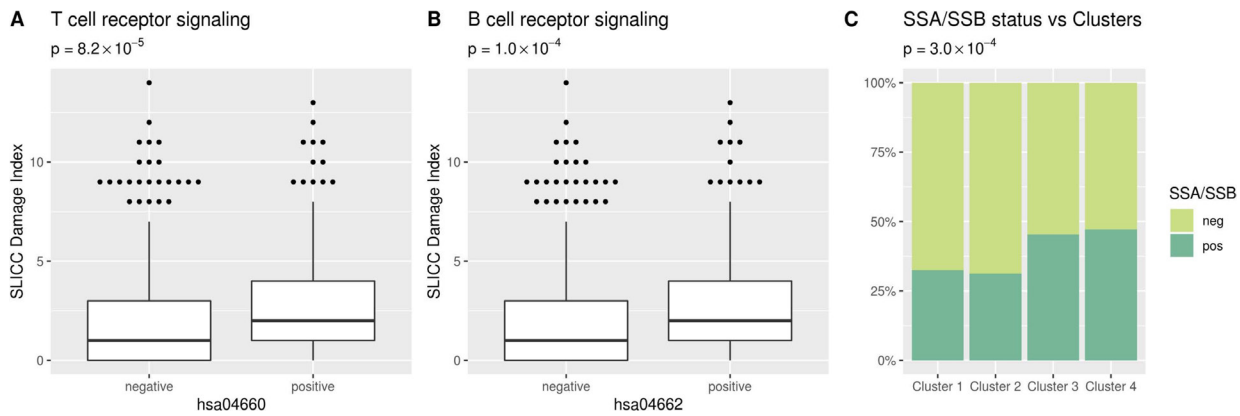 A T cell receptor signaling
p = 8.2×10⁻⁵
SLICC Damage Index
10
5
0
negative positive
hsa04660
B B cell receptor signaling
p = 1.0×10⁻⁴
SLICC Damage Index
10
5
0
negative positive
hsa04662
C SSA/SSB status vs Clusters
p = 3.0×10⁻⁴
100%
75%
50%
25%
0%
Cluster 1 Cluster 2 Cluster 3 Cluster 4
SSA/SSB
neg
pos